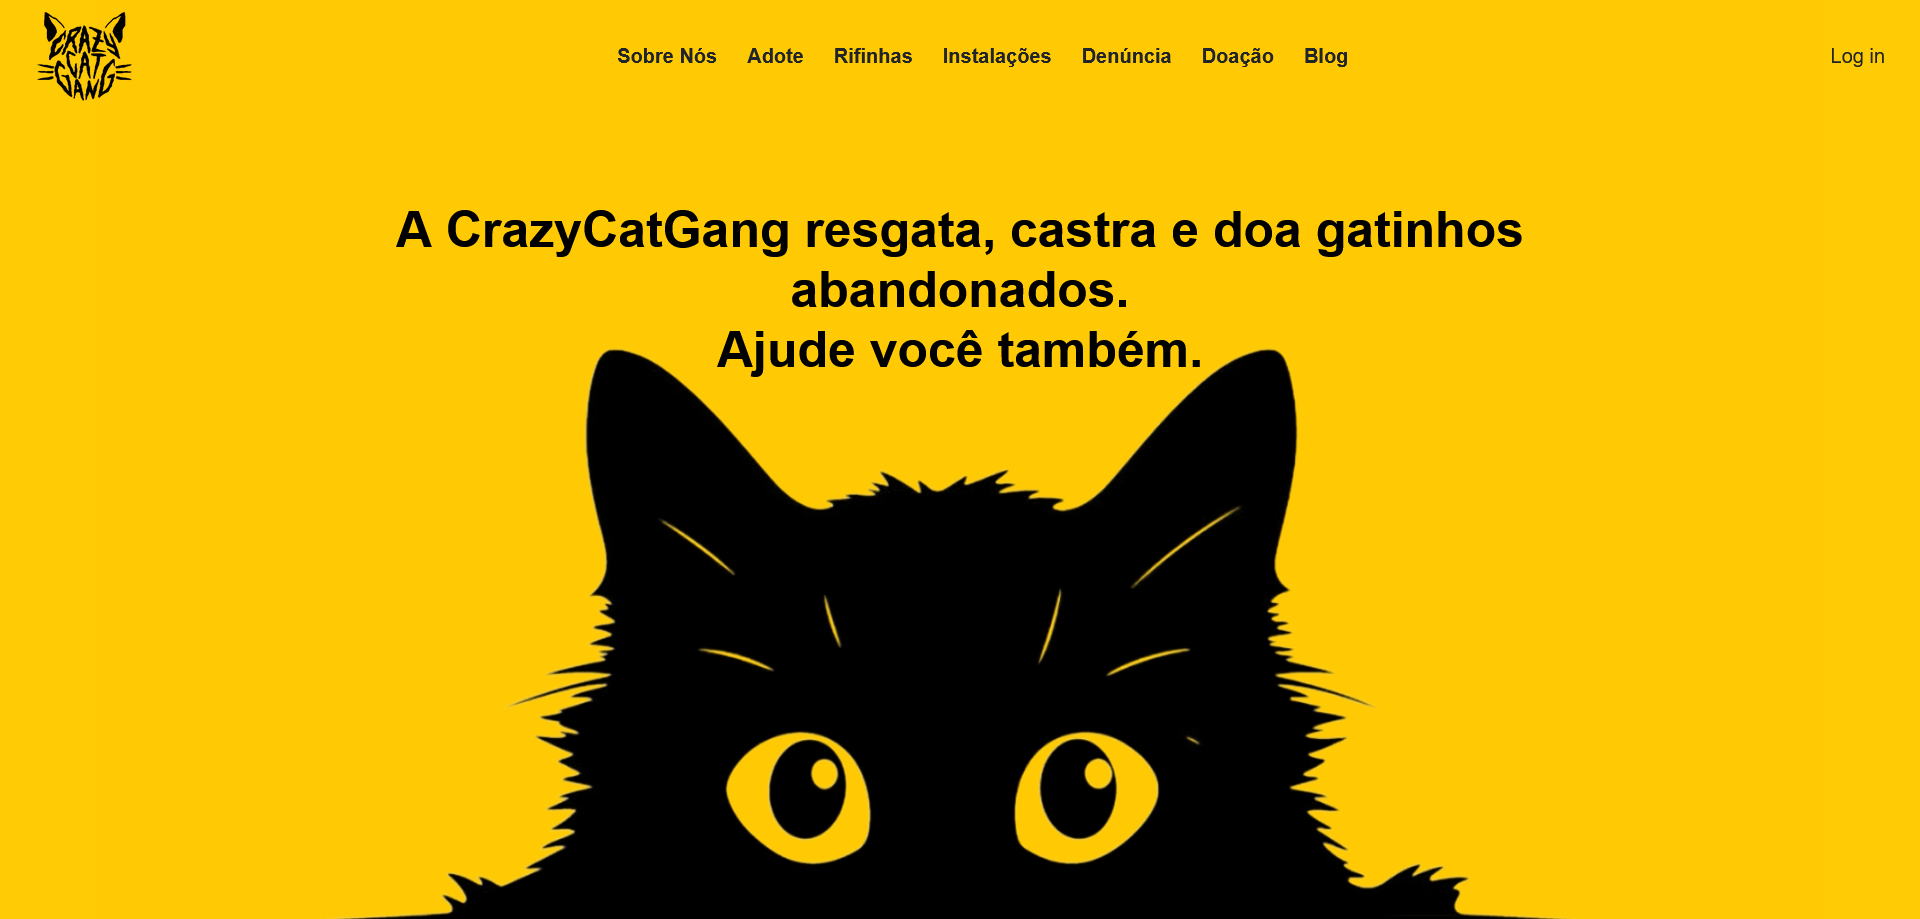 CRAZY
CAT
GANG
Sobre Nós Adote Rifinhas Instalações Denúncia Doação Blog
Log in
A CrazyCatGang resgata, castra e doa gatinhos
abandonados.
Ajude você também.